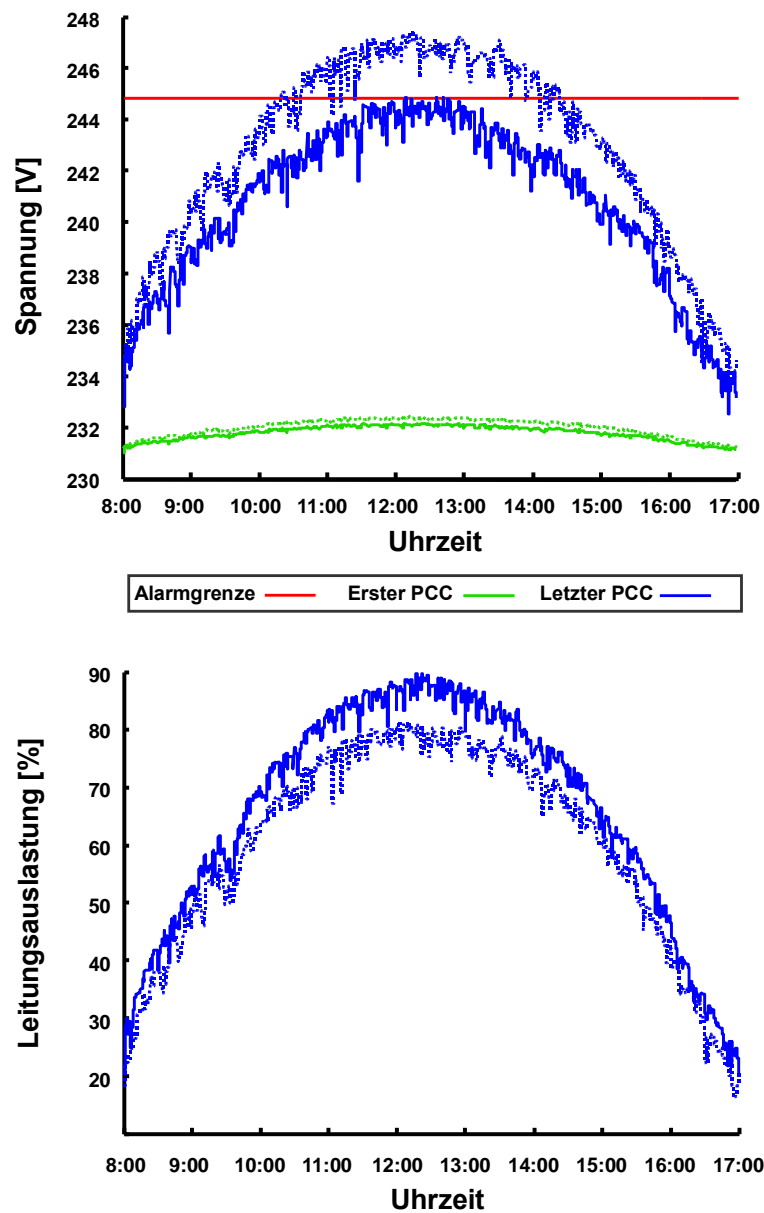 248
246
244
242
240
238
236
234
232
230
Spannung [V]
8:00 9:00 10:00 11:00 12:00 13:00 14:00 15:00 16:00 17:00
Uhrzeit
Alarmgrenze Erster PCC Letzter PCC
90
80
70
60
50
40
30
20
Leitungsauslastung [%]
8:00 9:00 10:00 11:00 12:00 13:00 14:00 15:00 16:00 17:00
Uhrzeit